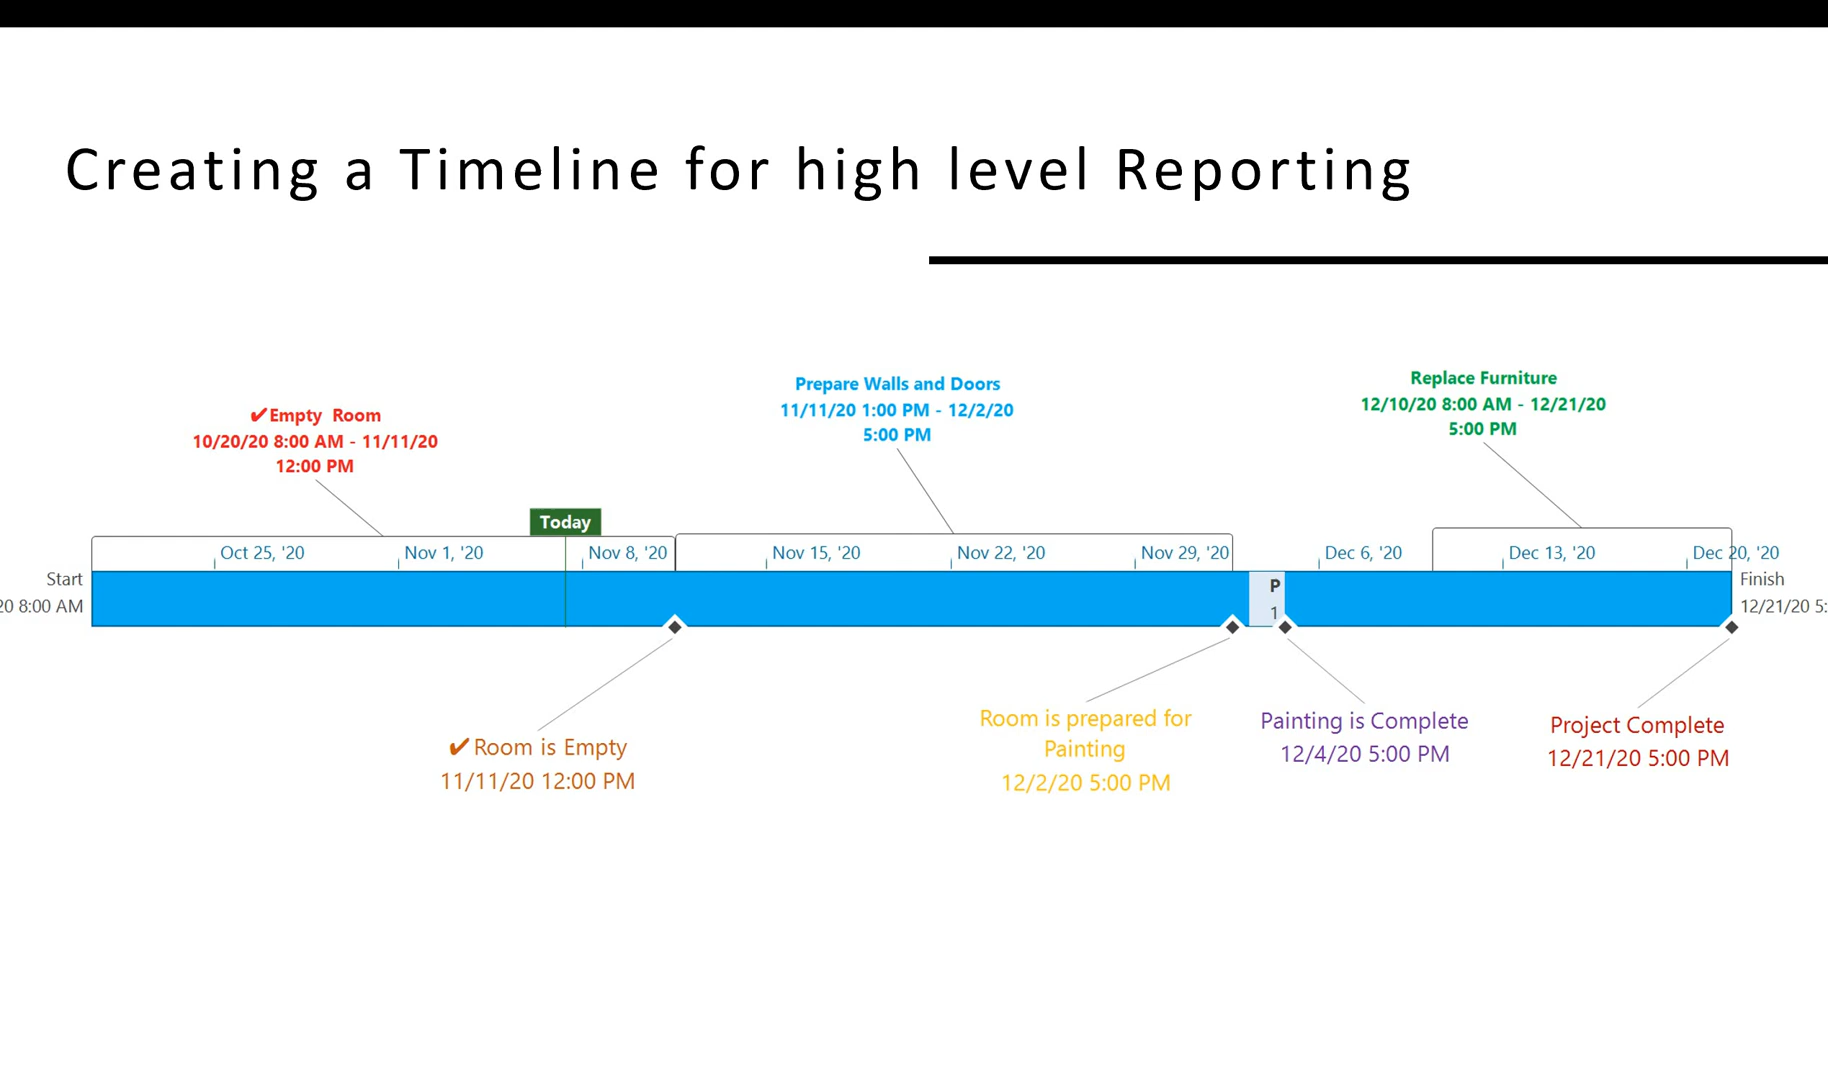 Creating a Timeline for high level Reporting
✔Empty Room
10/20/20 8:00 AM - 11/11/20
12:00 PM
Prepare Walls and Doors
11/11/20 1:00 PM - 12/2/20
5:00 PM
Replace Furniture
12/10/20 8:00 AM - 12/21/20
5:00 PM
Today
Oct 25, '20 Nov 1, '20 Nov 8, '20 Nov 15, '20 Nov 22, '20 Nov 29, '20 Dec 6, '20 Dec 13, '20 Dec 20, '20
Start
20 8:00 AM
P
1
Finish
12/21/20 5:
✔Room is Empty
11/11/20 12:00 PM
Room is prepared for
Painting
12/2/20 5:00 PM
Painting is Complete
12/4/20 5:00 PM
Project Complete
12/21/20 5:00 PM